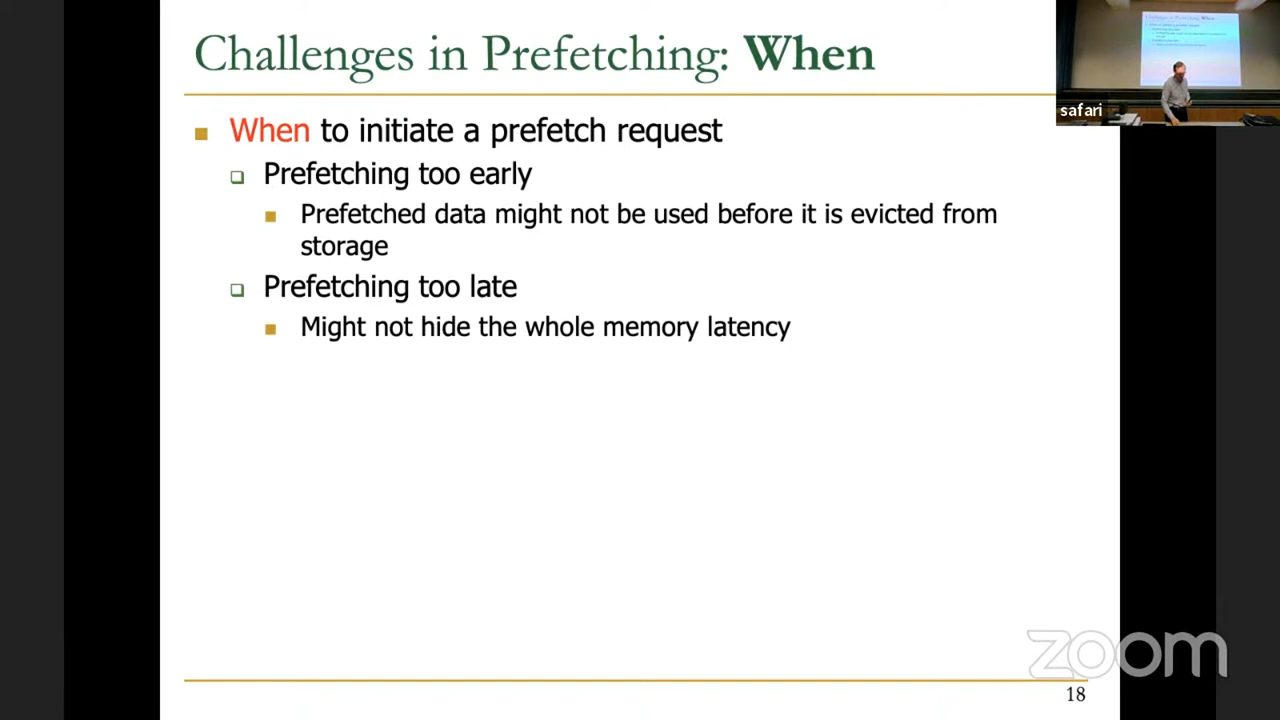 Challenges in Prefetching: When
safari
When to initiate a prefetch request
Prefetching too early
Prefetched data might not be used before it is evicted from
storage
Prefetching too late
Might not hide the whole memory latency
zoom
18